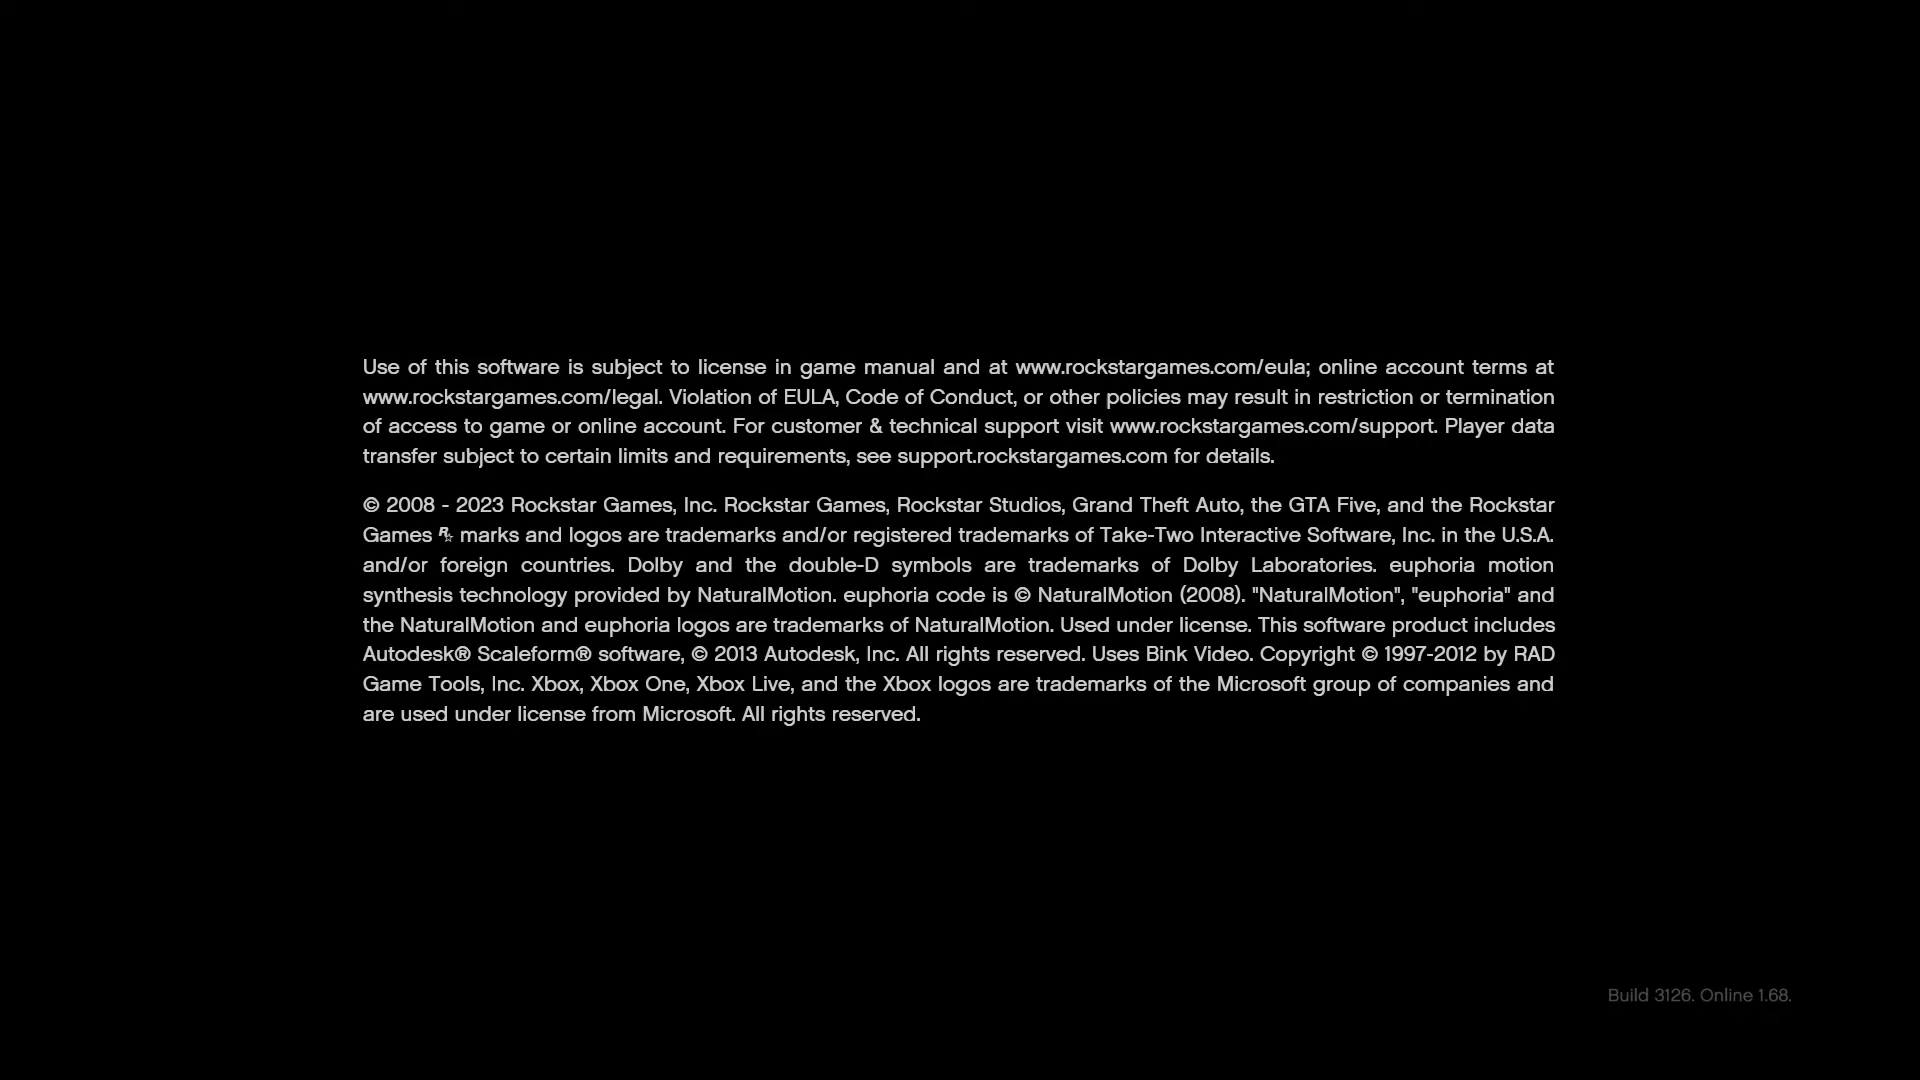 Use of this software is subject to license in game manual and at www.rockstargames.com/eula; online account terms at
www.rockstargames.com/legal. Violation of EULA, Code of Conduct, or other policies may result in restriction or termination
of access to game or online account. For customer & technical support visit www.rockstargames.com/support. Player data
transfer subject to certain limits and requirements, see support.rockstargames.com for details.
© 2008 - 2023 Rockstar Games, Inc. Rockstar Games, Rockstar Studios, Grand Theft Auto, the GTA Five, and the Rockstar
Games R☆ marks and logos are trademarks and/or registered trademarks of Take-Two Interactive Software, Inc. in the U.S.A.
and/or foreign countries. Dolby and the double-D symbols are trademarks of Dolby Laboratories. euphoria motion
synthesis technology provided by NaturalMotion. euphoria code is © NaturalMotion (2008). "NaturalMotion", "euphoria" and
the NaturalMotion and euphoria logos are trademarks of NaturalMotion. Used under license. This software product includes
Autodesk® Scaleform® software, © 2013 Autodesk, Inc. All rights reserved. Uses Bink Video. Copyright © 1997-2012 by RAD
Game Tools, Inc. Xbox, Xbox One, Xbox Live, and the Xbox logos are trademarks of the Microsoft group of companies and
are used under license from Microsoft. All rights reserved.
Build 3126. Online 1.68.